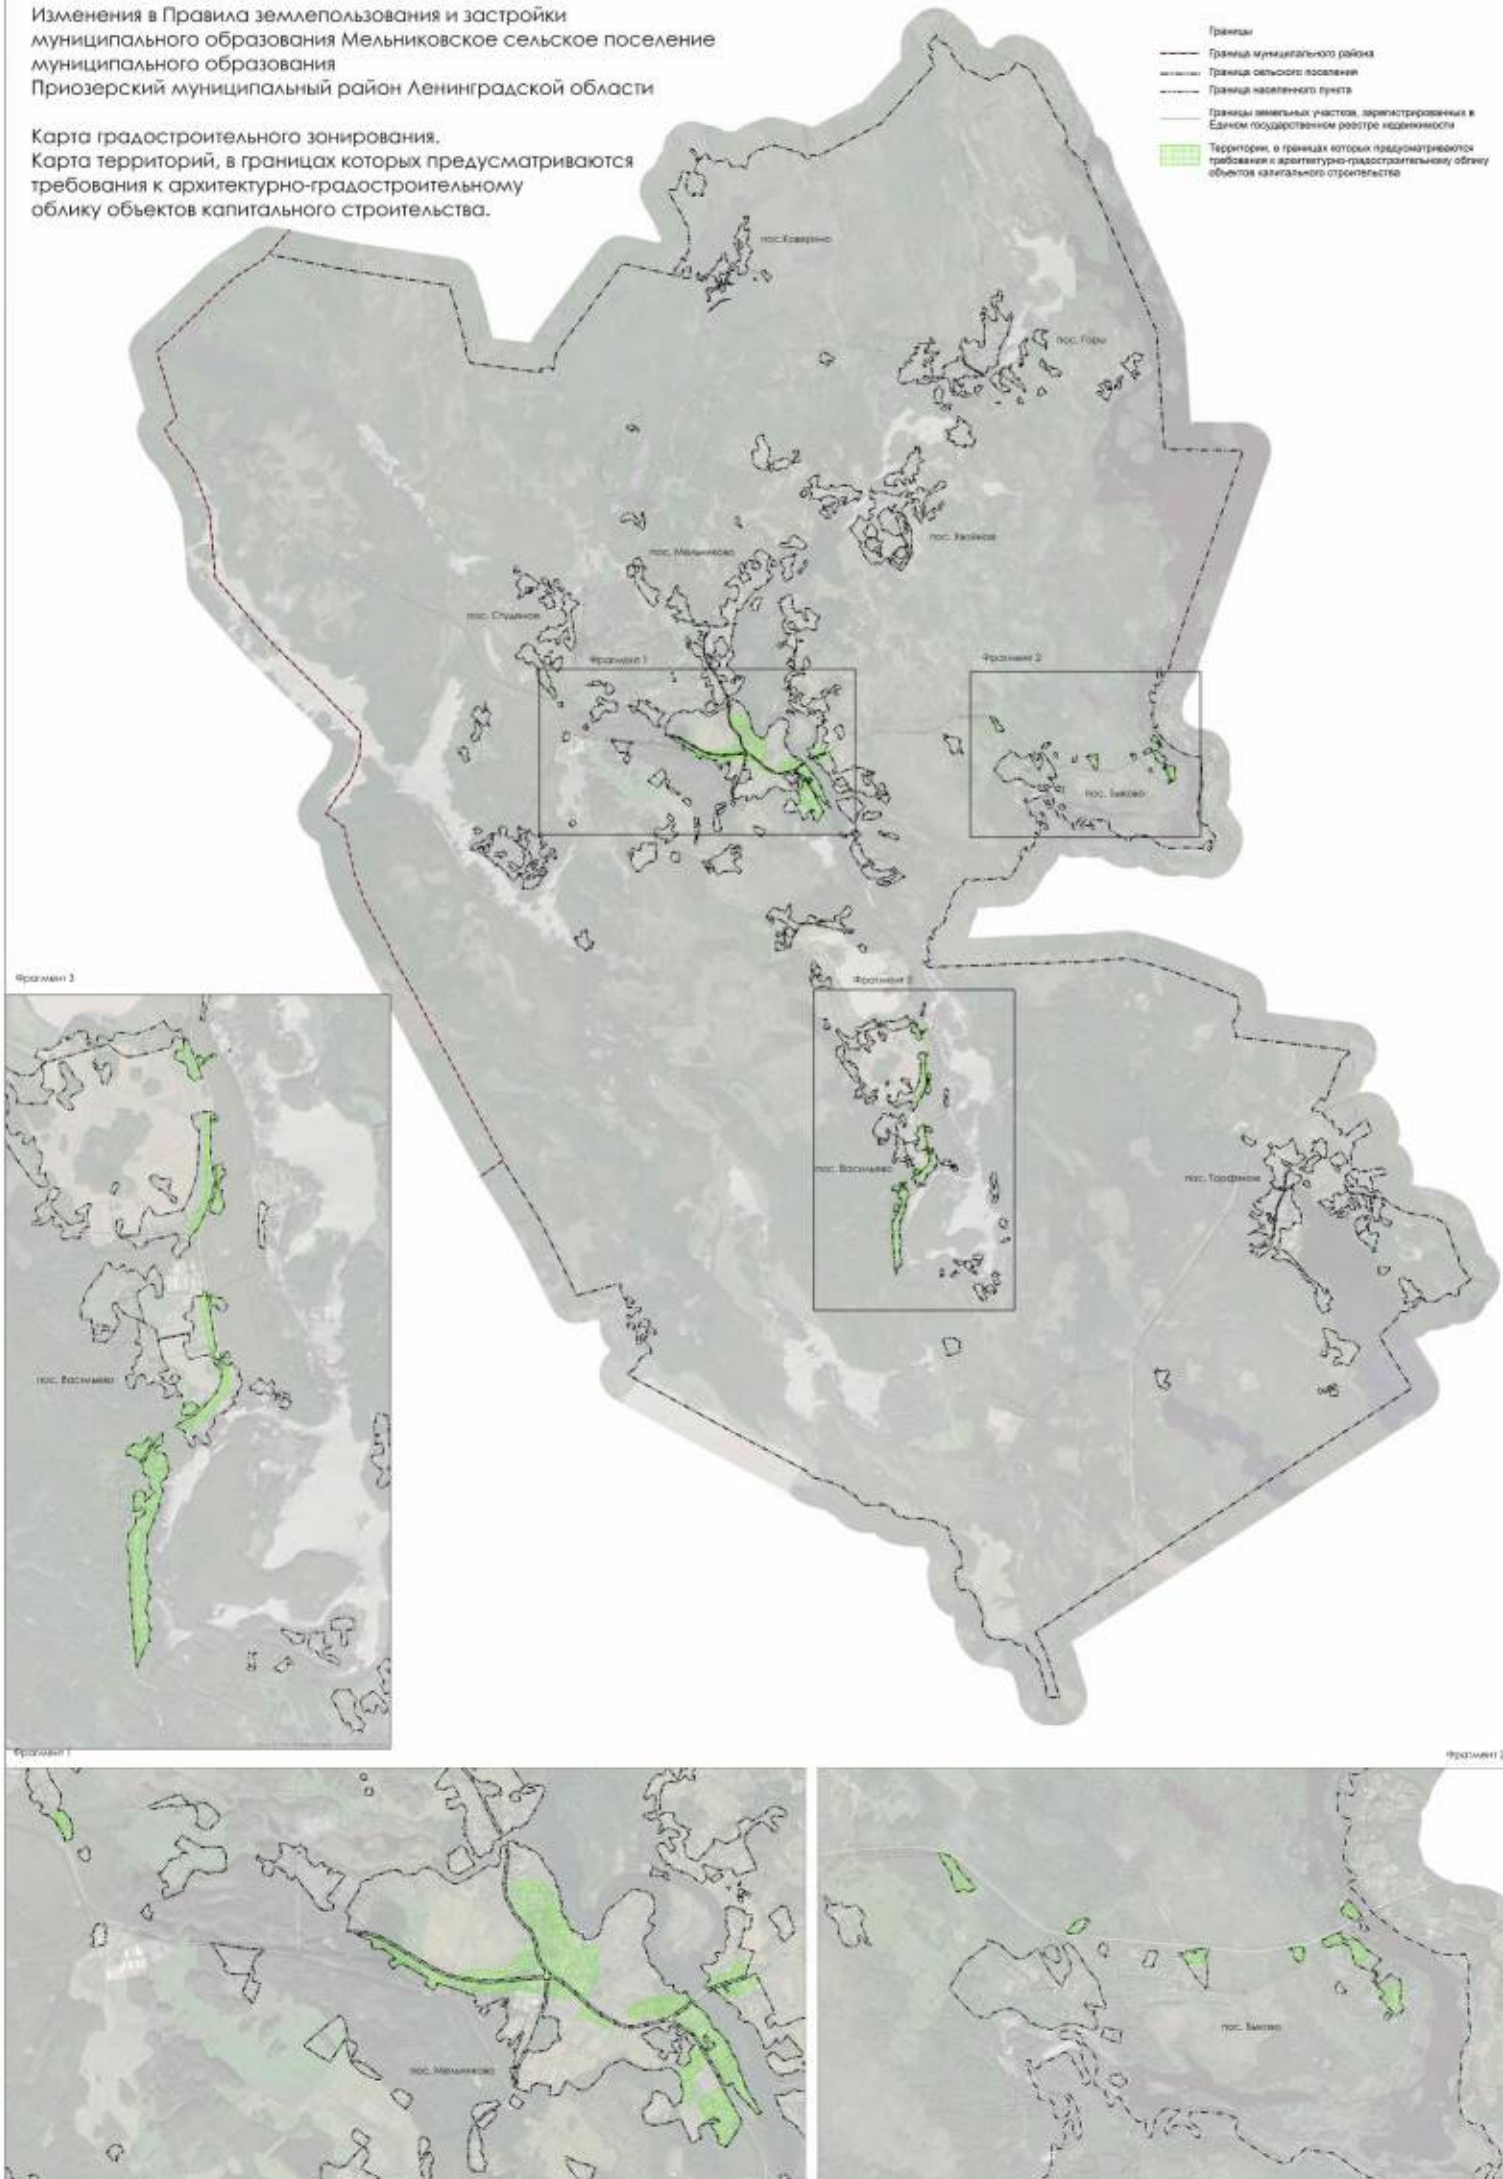 Изменения в Правила землепользования и застройки
муниципального образования Мельниковское сельское поселение
муниципального образования
Приозерский муниципальный район Ленинградской области
Карта градостроительного зонирования.
Карта территорий, в границах которых предусматриваются
требования к архитектурно-градостроительному
облику объектов капитального строительства.
Границы
Граница муниципального района
Граница сельского поселения
Граница населенного пункта
Границы земельных участков, зарегистрированных в
Едином государственном реестре недвижимости
Территории, в границах которых предусматриваются
требования к архитектурно-градостроительному облику
объектов капитального строительства
пос.Коверино
пос. Горы
пос. Хвойное
пос. Мельниково
пос. Студеное
Фрагмент 1
Фрагмент 2
пос. Быково
Фрагмент 3
пос. Васильево
пос. Торфяное
Фрагмент 3
пос. Васильево
Фрагмент 1
пос. Мельниково
Фрагмент 2
пос. Быково